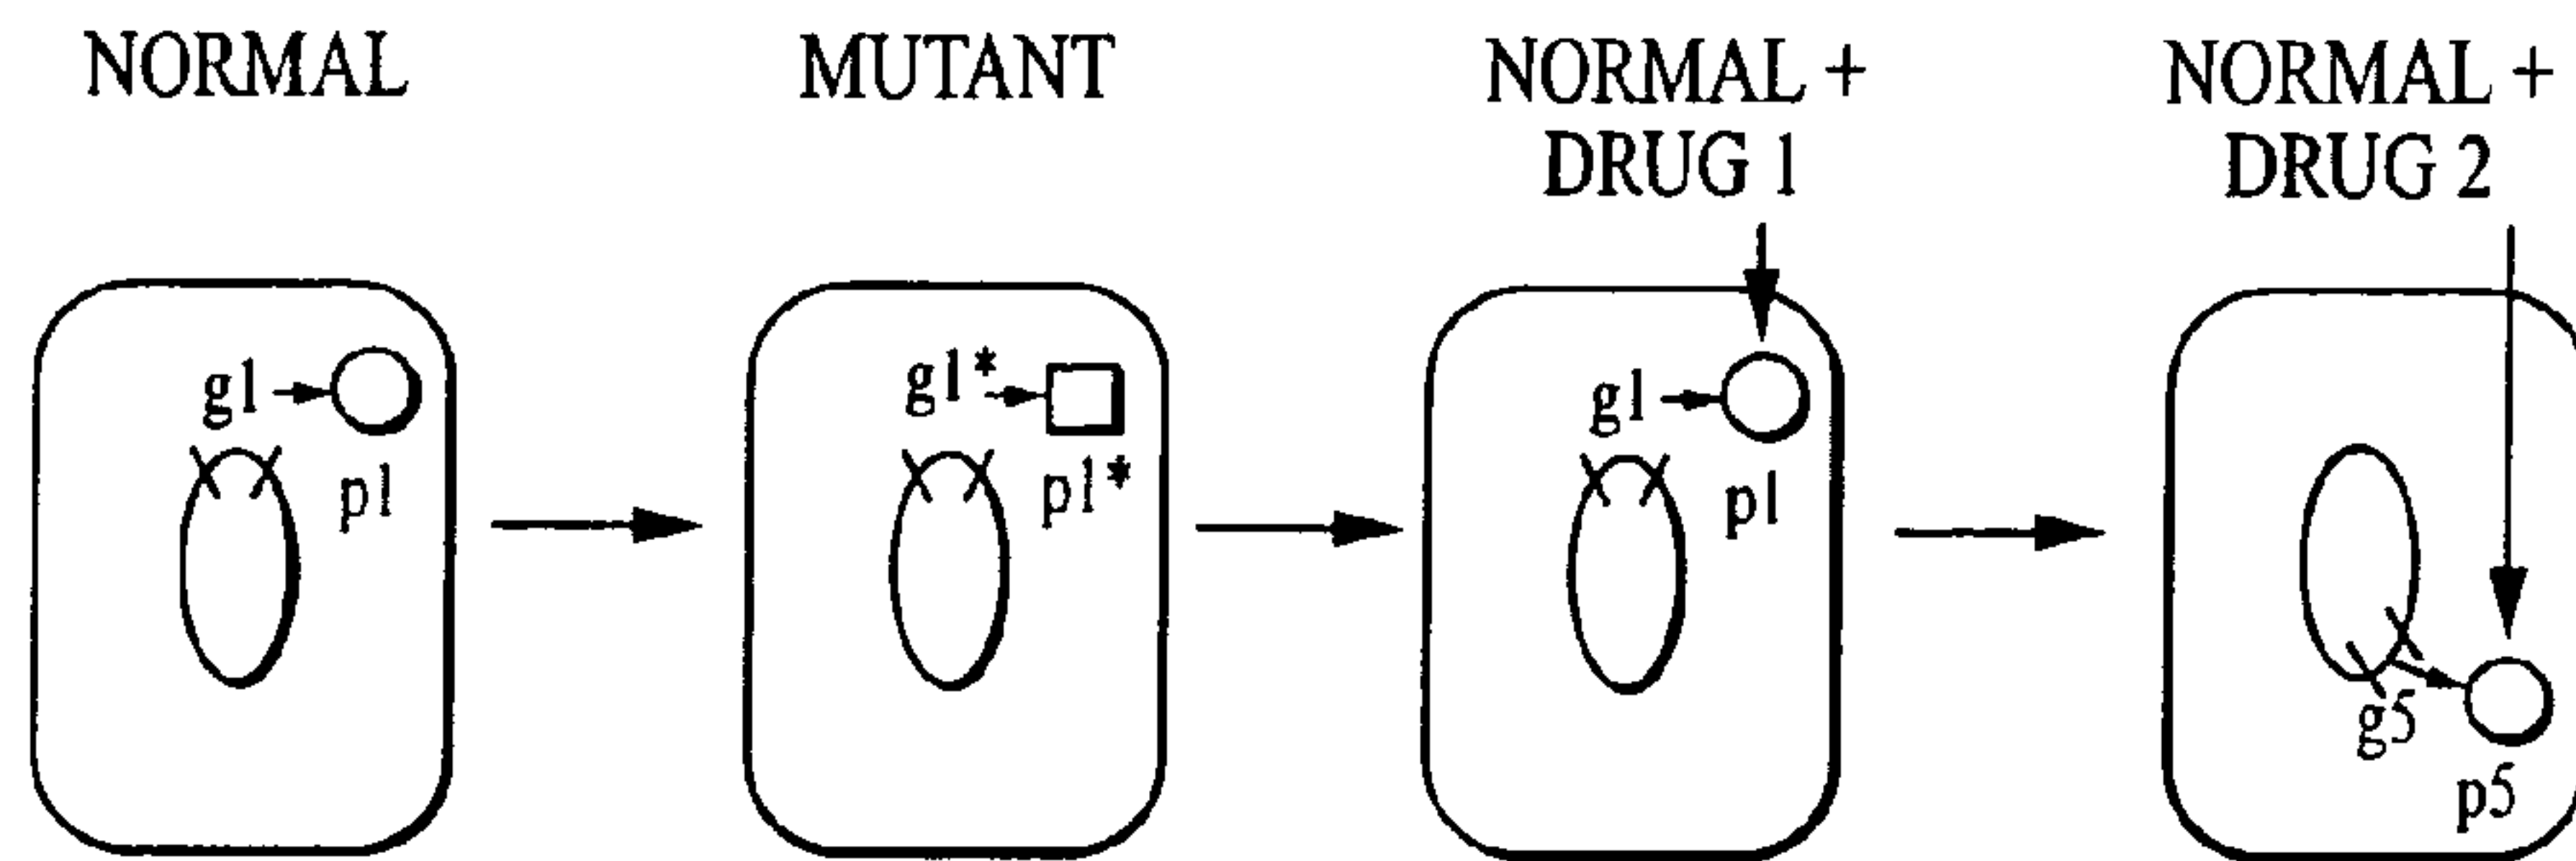 NORMAL
MUTANT
NORMAL +
DRUG 1
NORMAL +
DRUG 2
g1
p1
g1*
p1*
g1
p1
g5
p5